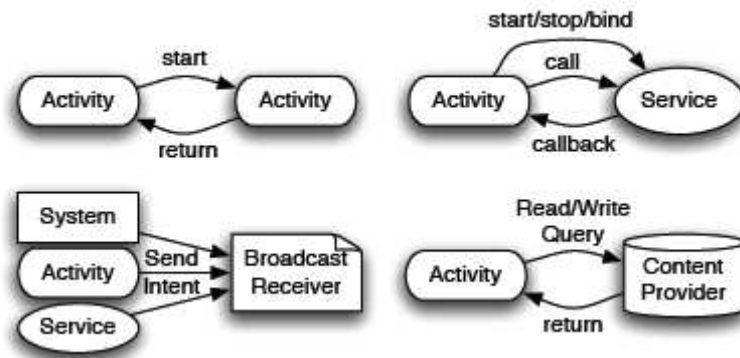 start
Activity
Activity
return
start/stop/bind
call
Activity
Service
callback
System
Activity
Service
Send
Intent
Broadcast
Receiver
Read/Write
Query
Activity
Content
Provider
return